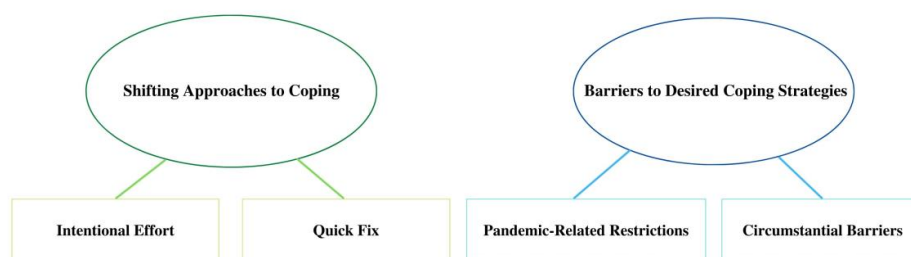 Shifting Approaches to Coping
Barriers to Desired Coping Strategies
Intentional Effort
Quick Fix
Pandemic-Related Restrictions
Circumstantial Barriers